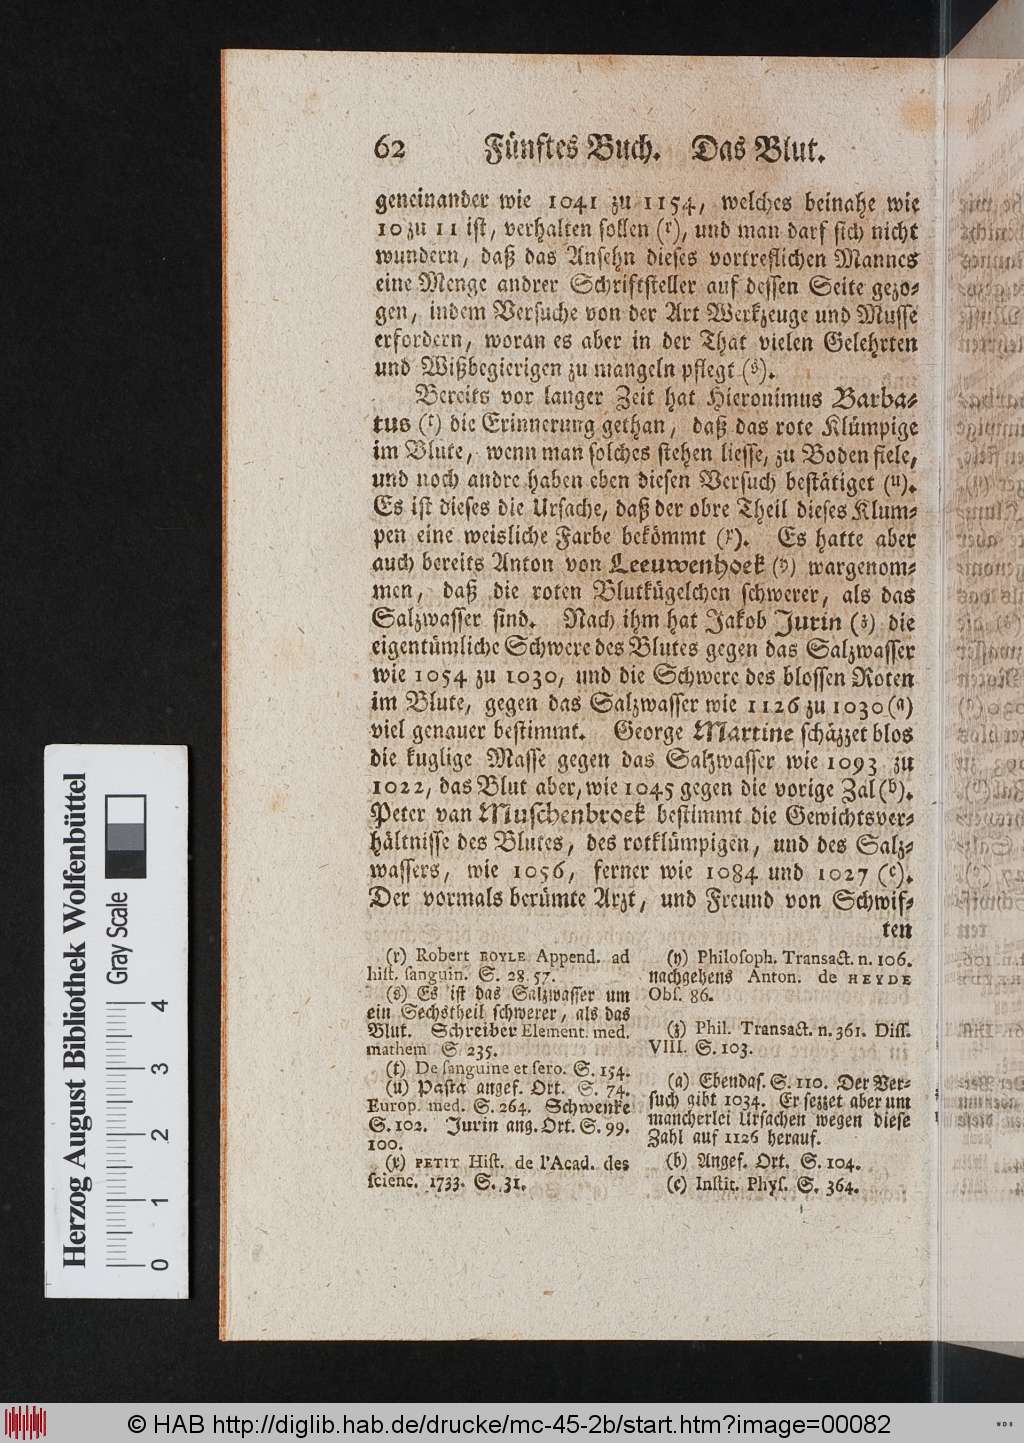 62 Fünftes Buch. Das Blut.
geneinander wie 1041 zu 1154, welches beinahe wie
10 zu 11 ist, verhalten sollen (r), und man darf sich nicht
wundern, daß das Ansehn dieses vortreflichen Mannes
eine Menge andrer Schriftsteller auf dessen Seite gezo-
gen, indem Versuche von der Art Werkzeuge und Musse
erfordern, woran es aber in der That vielen Gelehrten
und Wißbegierigen zu mangeln pflegt (s).
Bereits vor langer Zeit hat Hieronimus Barba-
tus (t) die Erinnerung gethan, daß das rote Klümpige
im Blute, wenn man solches stehen liesse, zu Boden fiele,
und noch andre haben eben diesen Versuch bestätiget (u).
Es ist dieses die Ursache, daß der obre Theil dieses Klum-
pen eine weisliche Farbe bekömmt (x). Es hatte aber
auch bereits Anton von Leeuwenhoek (y) wargenom-
men, daß die roten Blutkügelchen schwerer, als das
Salzwasser sind. Nach ihm hat Jakob Jurin (z) die
eigentümliche Schwere des Blutes gegen das Salzwasser
wie 1054 zu 1030, und die Schwere des blossen Roten
im Blute, gegen das Salzwasser wie 1126 zu 1030 (a)
viel genauer bestimmt. George Martine schäzzet blos
die kuglige Masse gegen das Salzwasser wie 1093 zu
1022, das Blut aber, wie 1045 gegen die vorige Zal (b).
Peter van Muschenbroek bestimmt die Gewichtsver-
hältnisse des Blutes, des rotklümpigen, und des Salz-
wassers, wie 1056, ferner wie 1084 und 1027 (c).
Der vormals berümte Arzt, und Freund von Schwif-
ten
(r) Robert BOYLE Append. ad
hist. sanguin. S. 28. 57.
(s) Es ist das Salzwasser um
ein Sechstheil schwerer, als das
Blut. Schreiber Element. med.
mathem S. 235.
(t) De sanguine et sero. S. 154.
(u) Pasta angef. Ort. S. 74.
Europ. med. S. 264. Schwenke
S. 102. Jurin ang. Ort. S. 99.
100.
(x) PETIT Hist. de l'Acad. des
scienc. 1733. S. 31.
(y) Philosoph. Transact. n. 106.
nachgehens Anton. de HEYDE
Obs. 86.
(z) Phil. Transact. n. 361. Diss.
VIII. S. 103.
(a) Ebendas. S. 110. Der Ver-
such gibt 1034. Er sezzet aber um
mancherlei Ursachen wegen diese
Zahl auf 1126 herauf.
(b) Angef. Ort. S. 104.
(c) Instit. Phys. S. 364.
Herzog August Bibliothek Wolfenbüttel
Gray Scale
0 1 2 3 4
© HAB http://diglib.hab.de/drucke/mc-45-2b/start.htm?image=00082